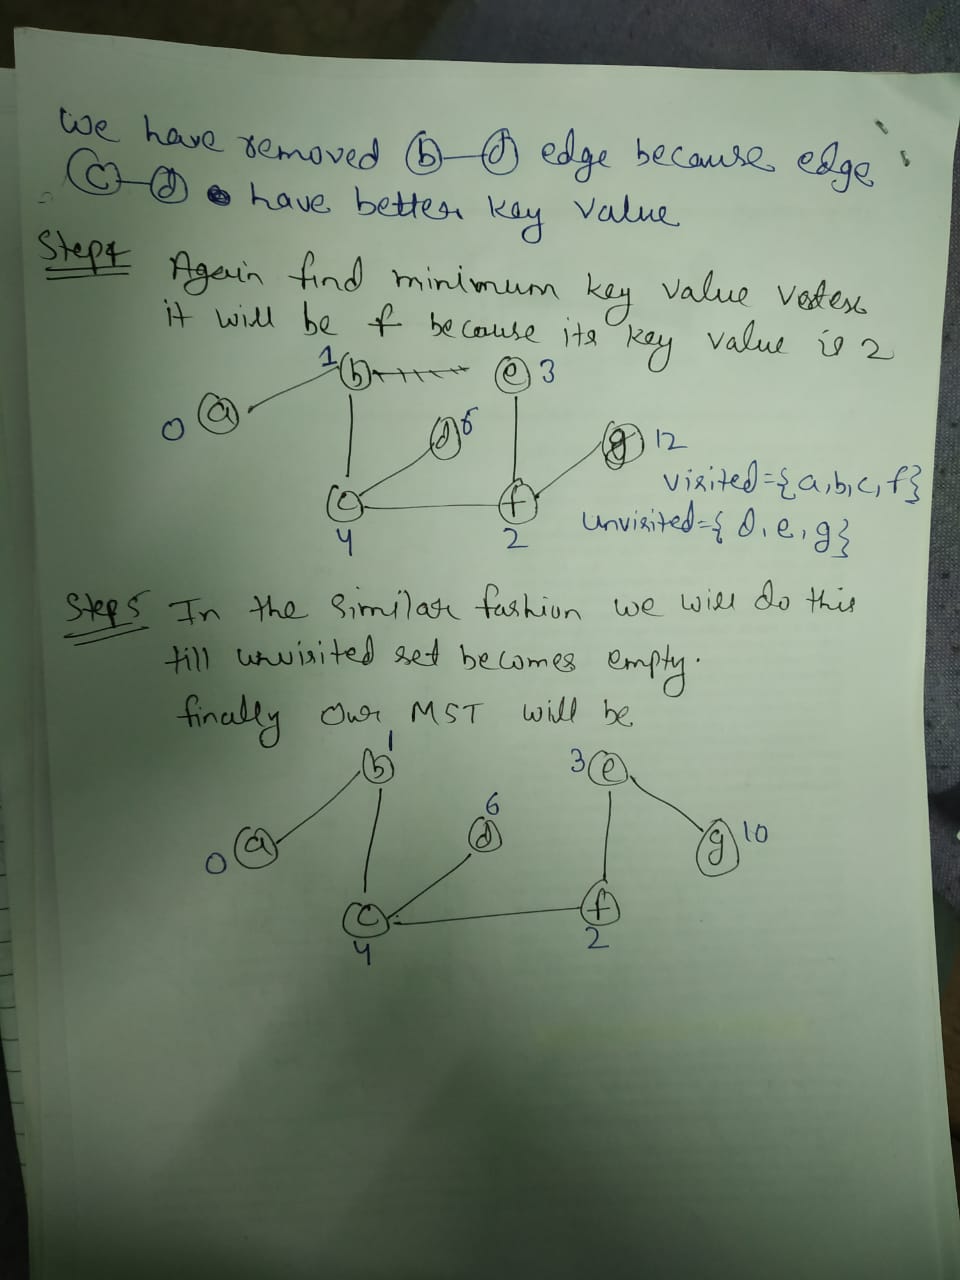 we have removed b d edge because edge
c d have better key value
Step4 Again find minimum key value vertex
it will be f because its key value is 2
1 b e 3
0 a d 6 g 12
visited={a,b,c,f}
c f unvisited={d,e,g}
4 2
Step5 In the similar fashion we will do this
till unvisited set becomes empty.
finally our MST will be
1
b 3 e
6
0 a d g 10
c f
4 2